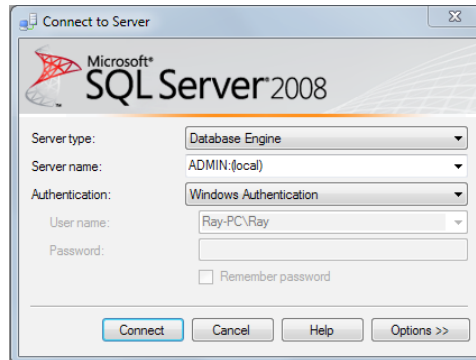 Connect to Server
Microsoft®
SQL Server® 2008
Server type: Database Engine
Server name: ADMIN:(local)
Authentication: Windows Authentication
User name: Ray-PC\Ray
Password:
Remember password
Connect Cancel Help Options >>